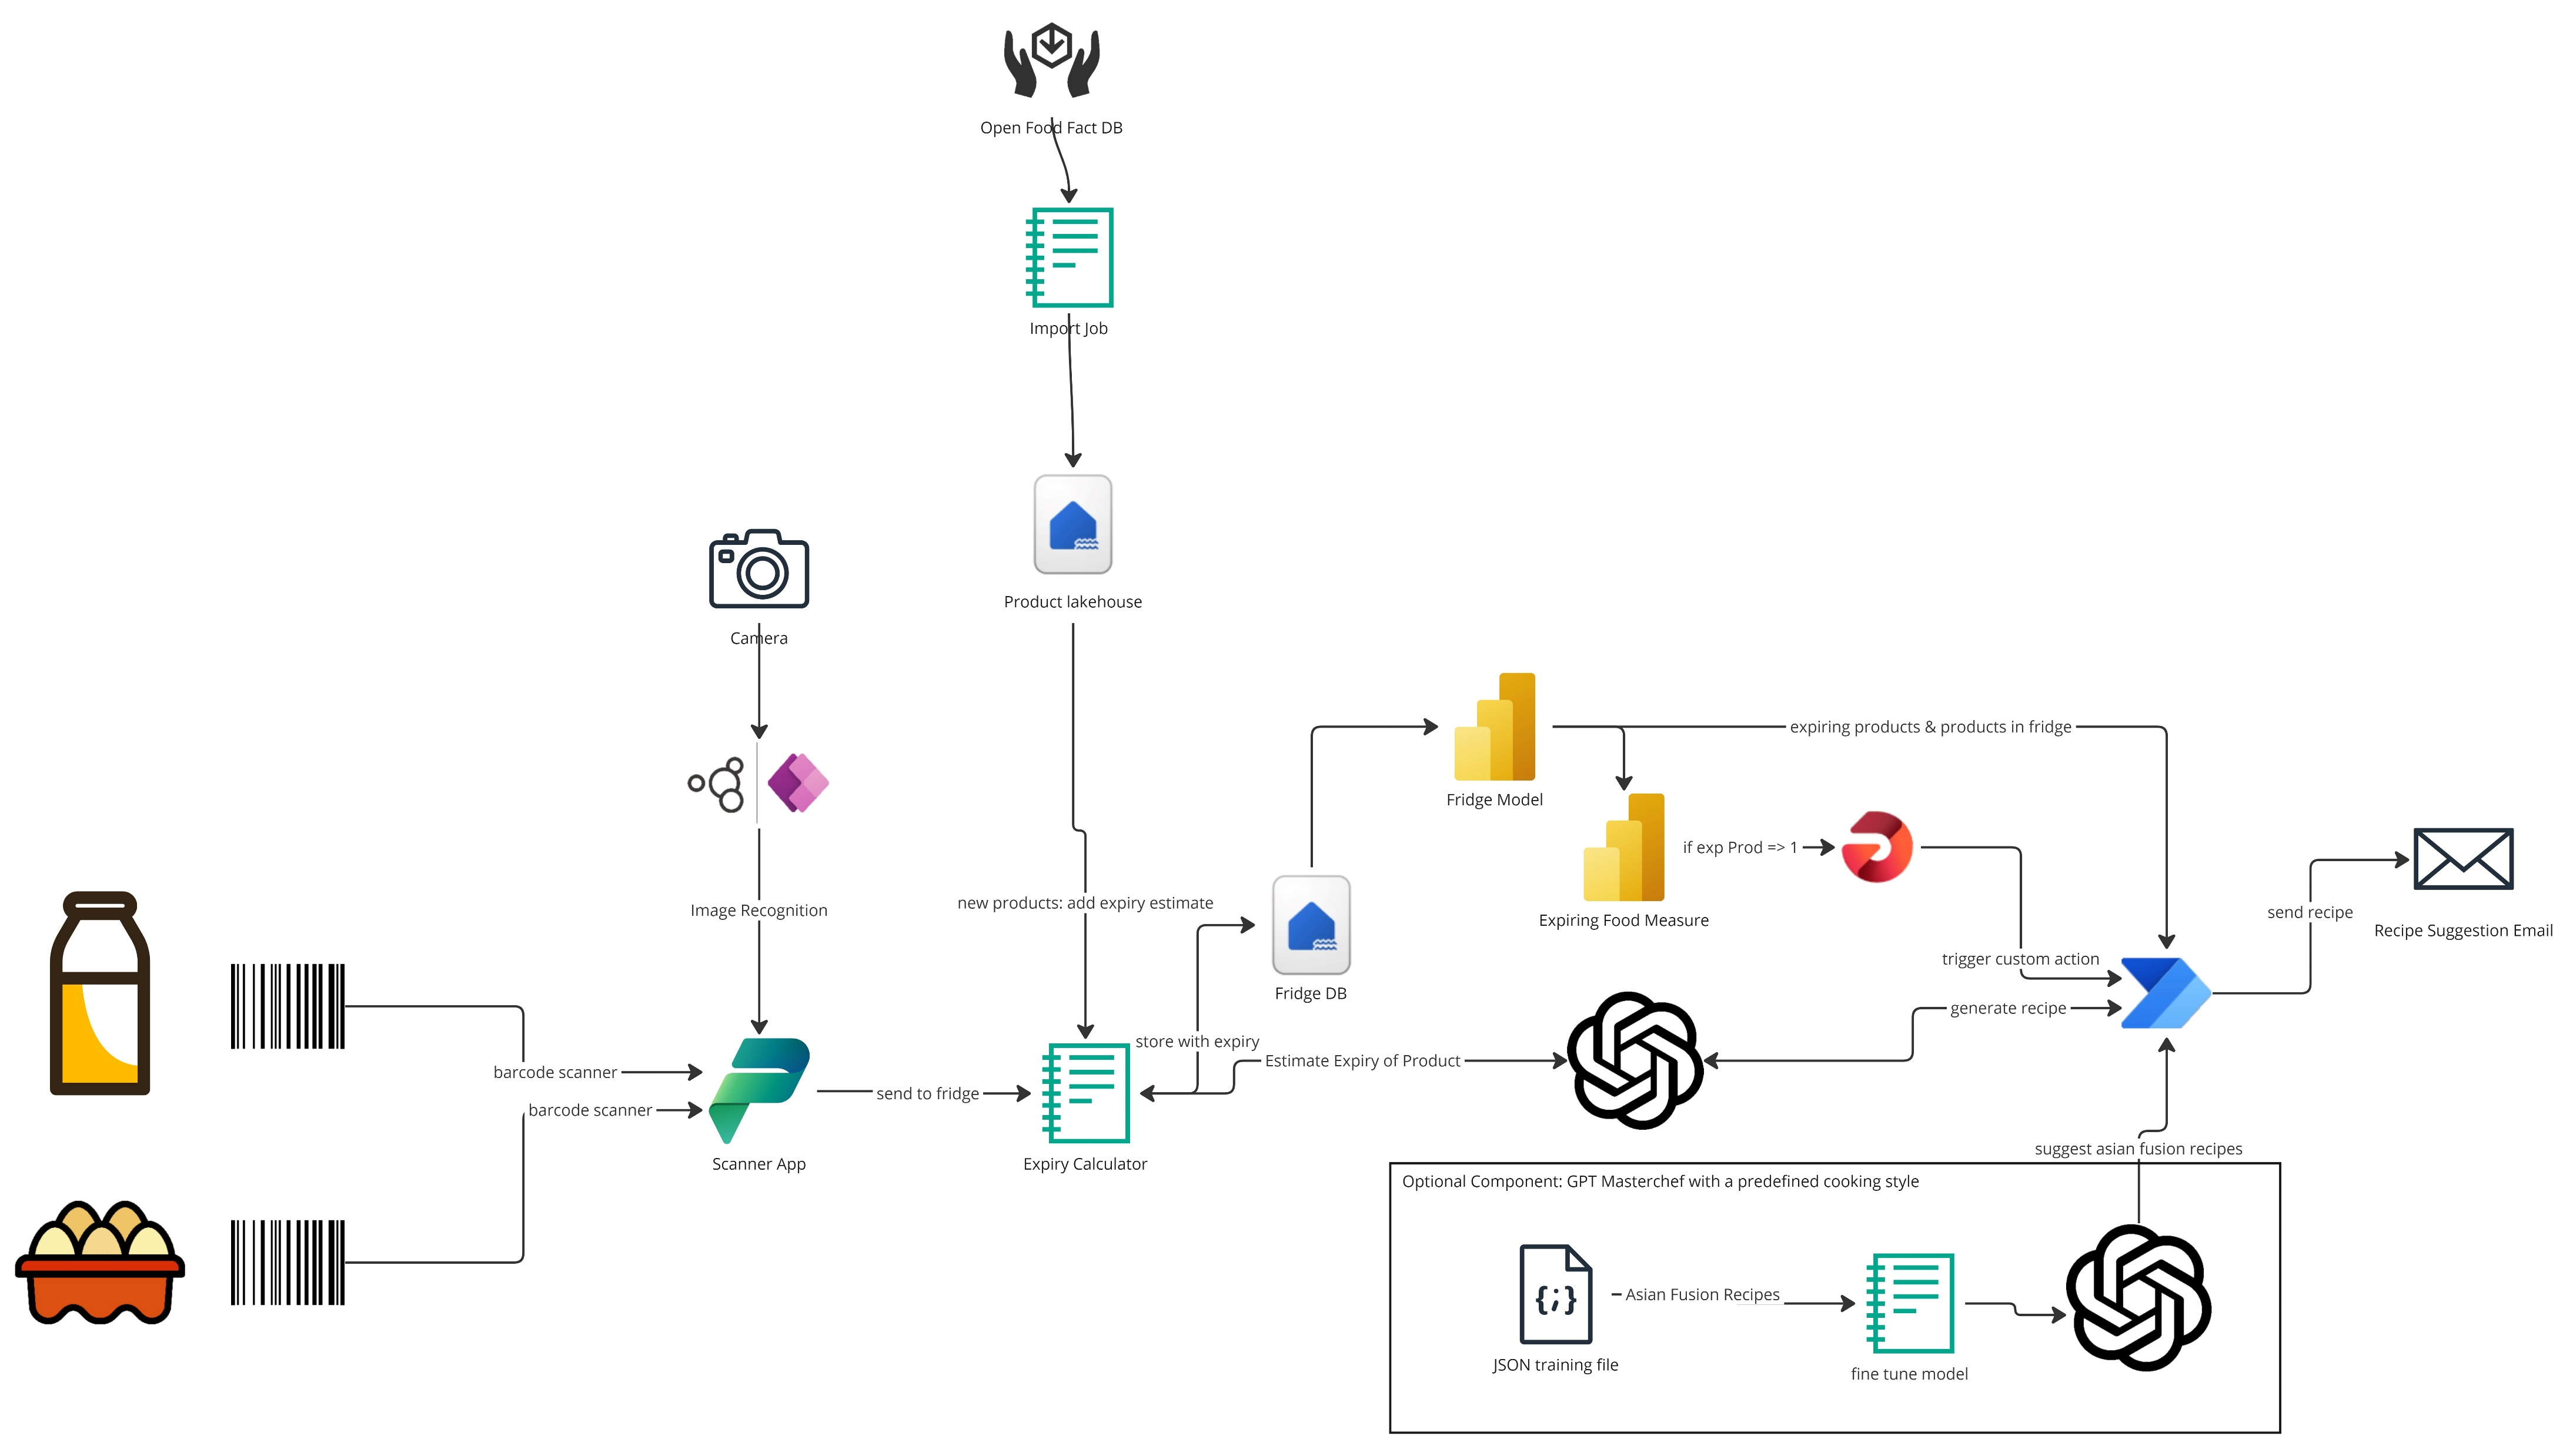 Open Food Fact DB
Import Job
Product lakehouse
Camera
Image Recognition
new products: add expiry estimate
barcode scanner
barcode scanner
Scanner App
send to fridge
Expiry Calculator
store with expiry
Fridge DB
Estimate Expiry of Product
Fridge Model
expiring products & products in fridge
Expiring Food Measure
if exp Prod => 1
trigger custom action
generate recipe
send recipe
Recipe Suggestion Email
suggest asian fusion recipes
Optional Component: GPT Masterchef with a predefined cooking style
{;}
JSON training file
Asian Fusion Recipes
fine tune model